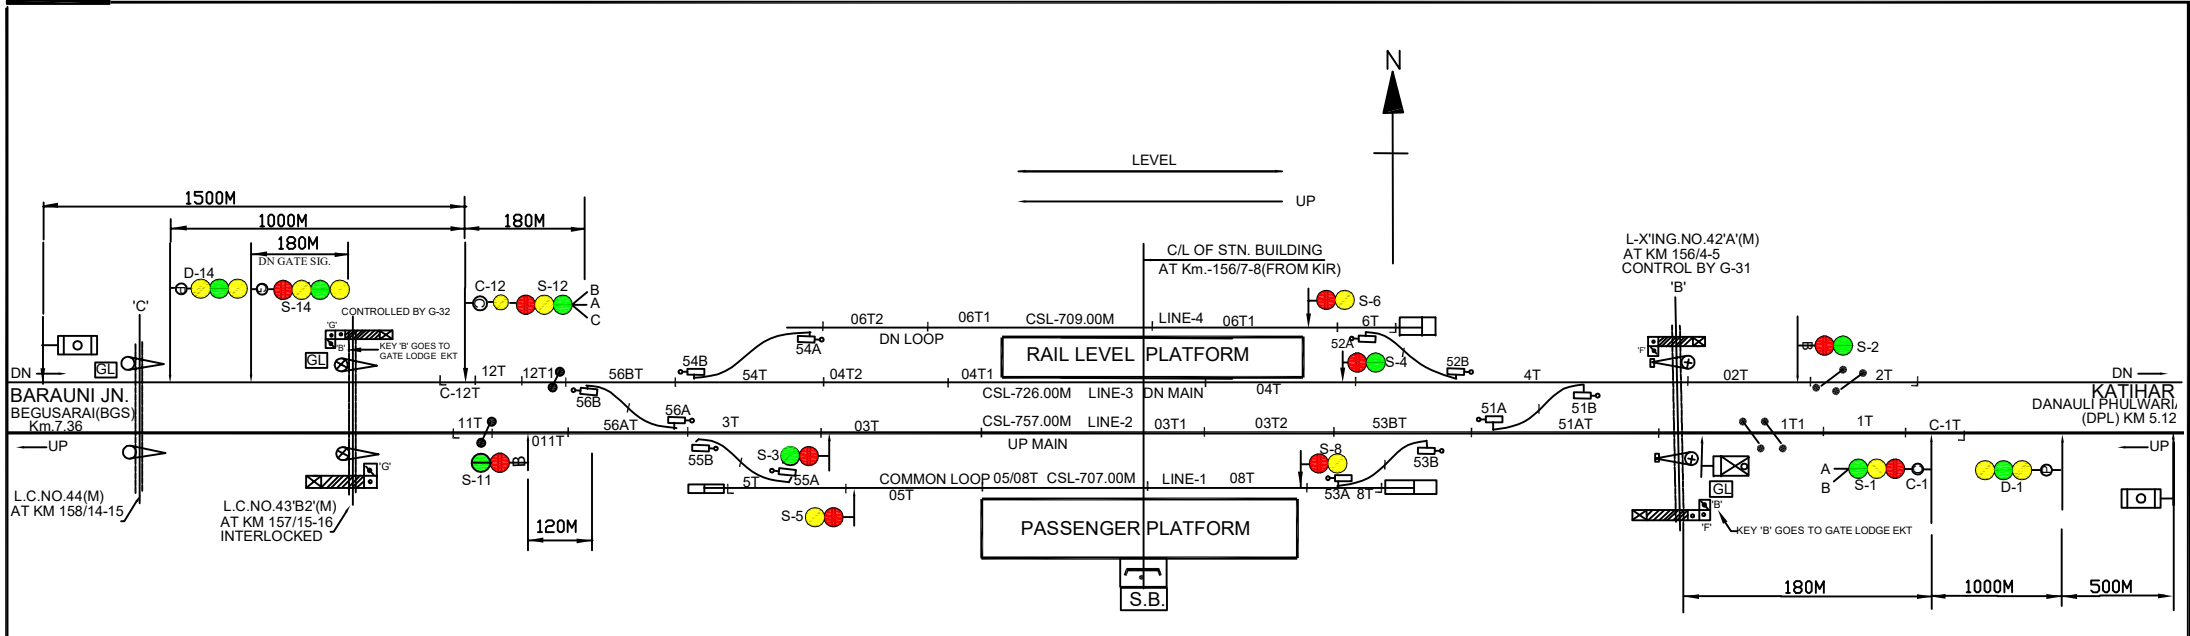 N
LEVEL
UP
1500M
1000M
180M
180M
DN GATE SIG.
D-14
S-14
C-12
S-12
B
A
C
C/L OF STN. BUILDING
AT Km.-156/7-8(FROM KIR)
L-X'ING.NO.42'A'(M)
AT KM 156/4-5
CONTROL BY G-31
'B'
'C'
CONTROLLED BY G-32
'G'
'B'
KEY 'B' GOES TO
GATE LODGE EKT
GL
GL
S-6
06T2
06T1
CSL-709.00M
LINE-4
06T1
6T
DN LOOP
54A
RAIL LEVEL PLATFORM
52A
S-4
52B
'F'
B
S-2
54B
DN
12T
12T1
56BT
54T
04T2
04T1
04T
4T
02T
2T
DN
C-12T
CSL-726.00M
LINE-3
DN MAIN
BARAUNI JN.
BEGUSARAI(BGS)
Km.7.36
KATIHAR
DANAULI PHULWARI
(DPL) KM 5.12
56B
56A
51A
51B
11T
011T
56AT
3T
03T
CSL-757.00M
LINE-2
03T1
03T2
53BT
51AT
1T1
1T
C-1T
UP
UP MAIN
UP
55B
S-3
S-8
53B
B
S-11
'G'
55A
5T
COMMON LOOP 05/08T
CSL-707.00M
LINE-1
08T
53A
8T
05T
A
B
S-1
C-1
D-1
GL
S-5
L.C.NO.44(M)
AT KM 158/14-15
L.C.NO.43'B2'(M)
AT KM 157/15-16
INTERLOCKED
120M
PASSENGER PLATFORM
'B'
'F'
KEY 'B' GOES TO GATE LODGE EKT
180M
1000M
500M
S.B.